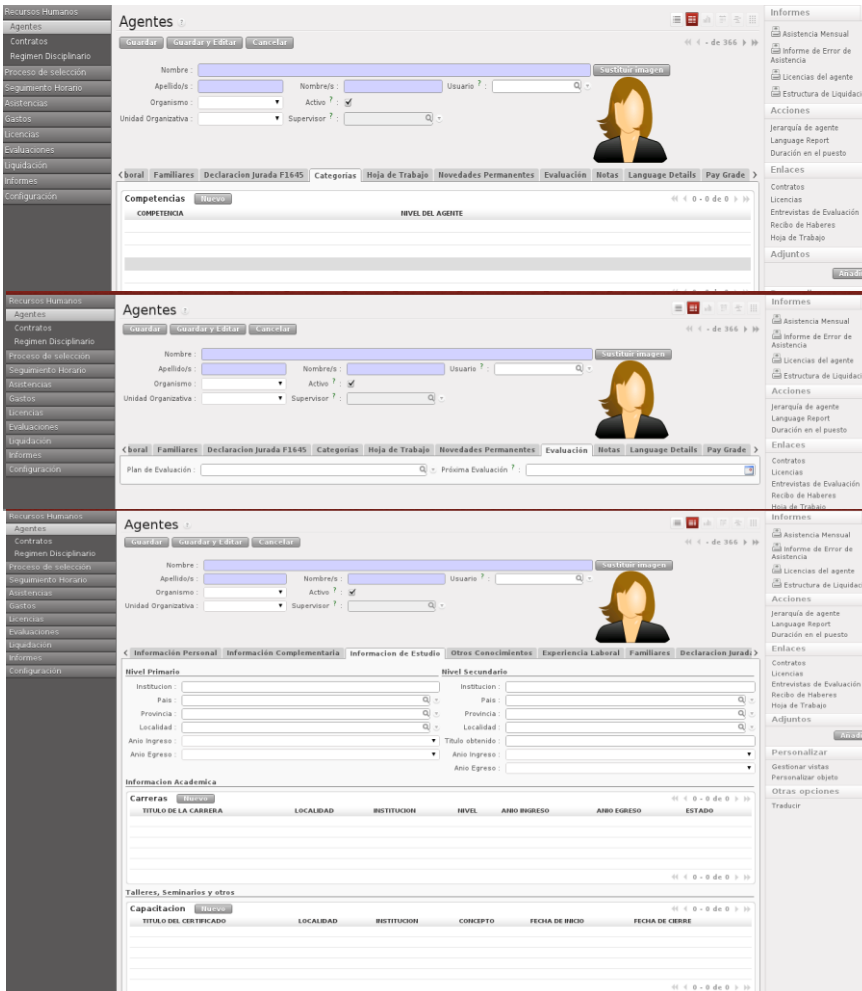 Recursos Humanos
Agentes
Contratos
Regimen Disciplinario
Proceso de selección
Seguimiento Horario
Asistencias
Gastos
Licencias
Evaluaciones
Liquidación
Informes
Configuración
Agentes
Guardar Guardar y Editar Cancelar
- de 366
Nombre : Sustituir imagen
Apellido/s : Nombre/s : Usuario ? :
Organismo : Activo ? :
Unidad Organizativa : Supervisor ? :
boral Familiares Declaracion Jurada F1645 Categorias Hoja de Trabajo Novedades Permanentes Evaluación Notas Language Details Pay Grade
Competencias Nuevo 0 - 0 de 0
COMPETENCIA NIVEL DEL AGENTE
Informes
Asistencia Mensual
Informe de Error de
Asistencia
Licencias del agente
Estructura de Liquidaci
Acciones
Jerarquía de agente
Language Report
Duración en el puesto
Enlaces
Contratos
Licencias
Entrevistas de Evaluación
Recibo de Haberes
Hoja de Trabajo
Adjuntos
Añadi
Recursos Humanos
Agentes
Contratos
Regimen Disciplinario
Proceso de selección
Seguimiento Horario
Asistencias
Gastos
Licencias
Evaluaciones
Liquidación
Informes
Configuración
Agentes
Guardar Guardar y Editar Cancelar
- de 366
Nombre : Sustituir imagen
Apellido/s : Nombre/s : Usuario ? :
Organismo : Activo ? :
Unidad Organizativa : Supervisor ? :
boral Familiares Declaracion Jurada F1645 Categorias Hoja de Trabajo Novedades Permanentes Evaluación Notas Language Details Pay Grade
Plan de Evaluación : Próxima Evaluación ? :
Informes
Asistencia Mensual
Informe de Error de
Asistencia
Licencias del agente
Estructura de Liquidaci
Acciones
Jerarquía de agente
Language Report
Duración en el puesto
Enlaces
Contratos
Licencias
Entrevistas de Evaluación
Recibo de Haberes
Hoja de Trabajo
Recursos Humanos
Agentes
Contratos
Regimen Disciplinario
Proceso de selección
Seguimiento Horario
Asistencias
Gastos
Licencias
Evaluaciones
Liquidación
Informes
Configuración
Agentes
Guardar Guardar y Editar Cancelar
- de 366
Nombre : Sustituir imagen
Apellido/s : Nombre/s : Usuario ? :
Organismo : Activo ? :
Unidad Organizativa : Supervisor ? :
Información Personal Información Complementaria Informacion de Estudio Otros Conocimientos Experiencia Laboral Familiares Declaracion Jurada
Nivel Primario Nivel Secundario
Institucion : Institucion :
Pais : Pais :
Provincia : Provincia :
Localidad : Localidad :
Anio Ingreso : Titulo obtenido :
Anio Egreso : Anio Ingreso :
Anio Egreso :
Informacion Academica
Carreras Nuevo 0 - 0 de 0
TITULO DE LA CARRERA LOCALIDAD INSTITUCION NIVEL ANIO INGRESO ANIO EGRESO ESTADO
0 - 0 de 0
Talleres, Seminarios y otros
Capacitacion Nuevo 0 - 0 de 0
TITULO DEL CERTIFICADO LOCALIDAD INSTITUCION CONCEPTO FECHA DE INICIO FECHA DE CIERRE
0 - 0 de 0
Informes
Asistencia Mensual
Informe de Error de
Asistencia
Licencias del agente
Estructura de Liquidaci
Acciones
Jerarquía de agente
Language Report
Duración en el puesto
Enlaces
Contratos
Licencias
Entrevistas de Evaluación
Recibo de Haberes
Hoja de Trabajo
Adjuntos
Añadi
Personalizar
Gestionar vistas
Personalizar objeto
Otras opciones
Traducir